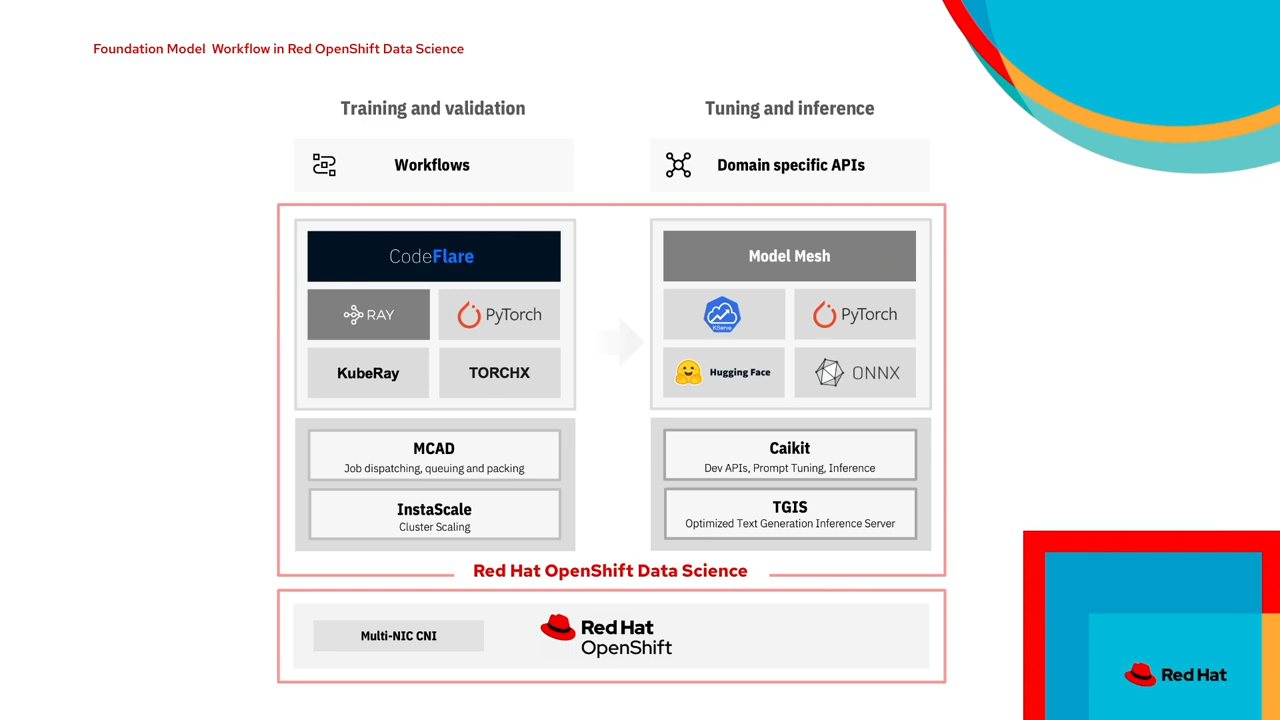 Foundation Model  Workflow in Red OpenShift Data Science
Training and validation
Tuning and inference
Workflows
Domain specific APIs
CodeFlare
RAY
PyTorch
KubeRay
TORCHX
Model Mesh
KServe
PyTorch
Hugging Face
ONNX
MCAD
Job dispatching, queuing and packing
InstaScale
Cluster Scaling
Caikit
Dev APIs, Prompt Tuning, Inference
TGIS
Optimized Text Generation Inference Server
Red Hat OpenShift Data Science
Multi-NIC CNI
Red Hat
OpenShift
Red Hat